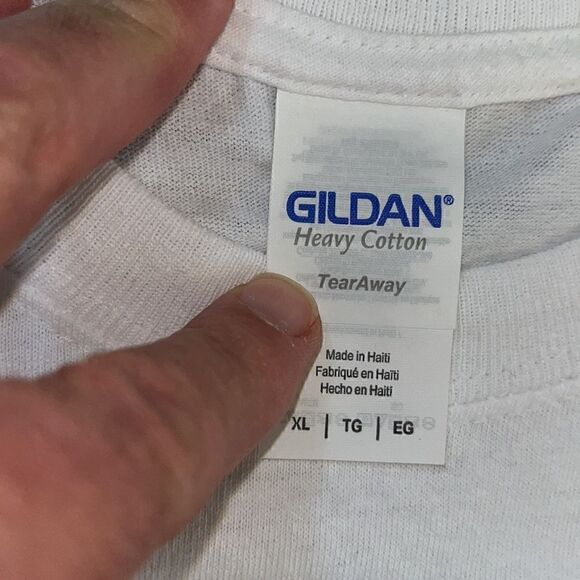 GILDAN®
Heavy Cotton
TearAway
Made in Haiti
Fabriqué en Haïti
Hecho en Haití
XL | TG | EG